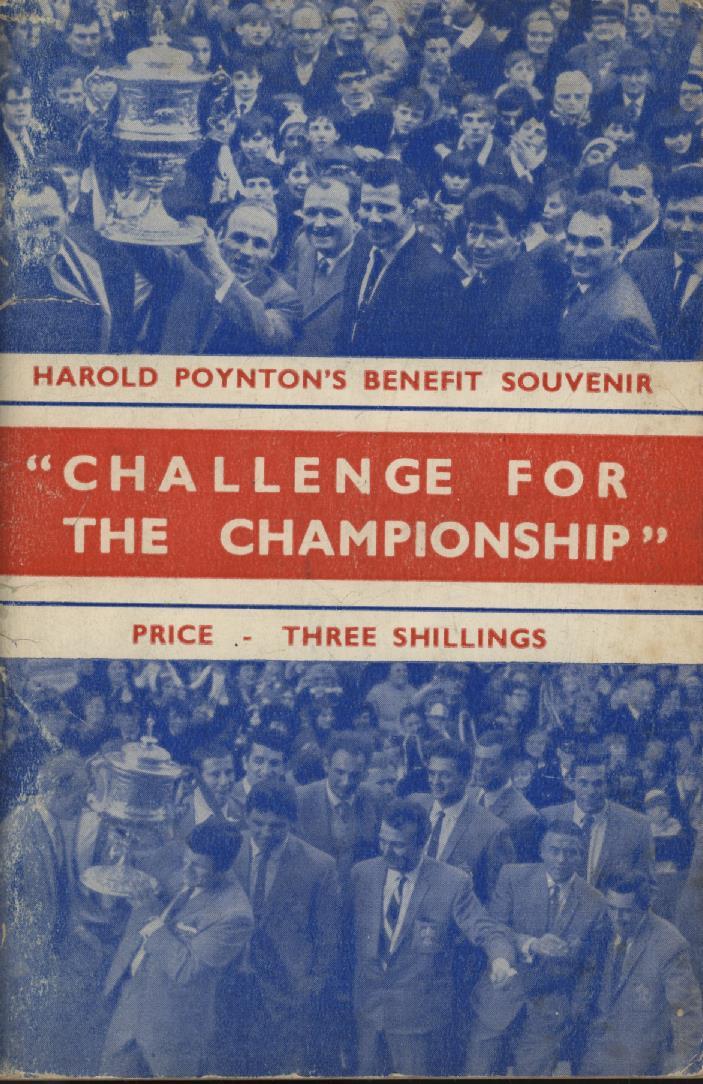 HAROLD POYNTON'S BENEFIT SOUVENIR
“CHALLENGE FOR
THE CHAMPIONSHIP”
PRICE - THREE SHILLINGS